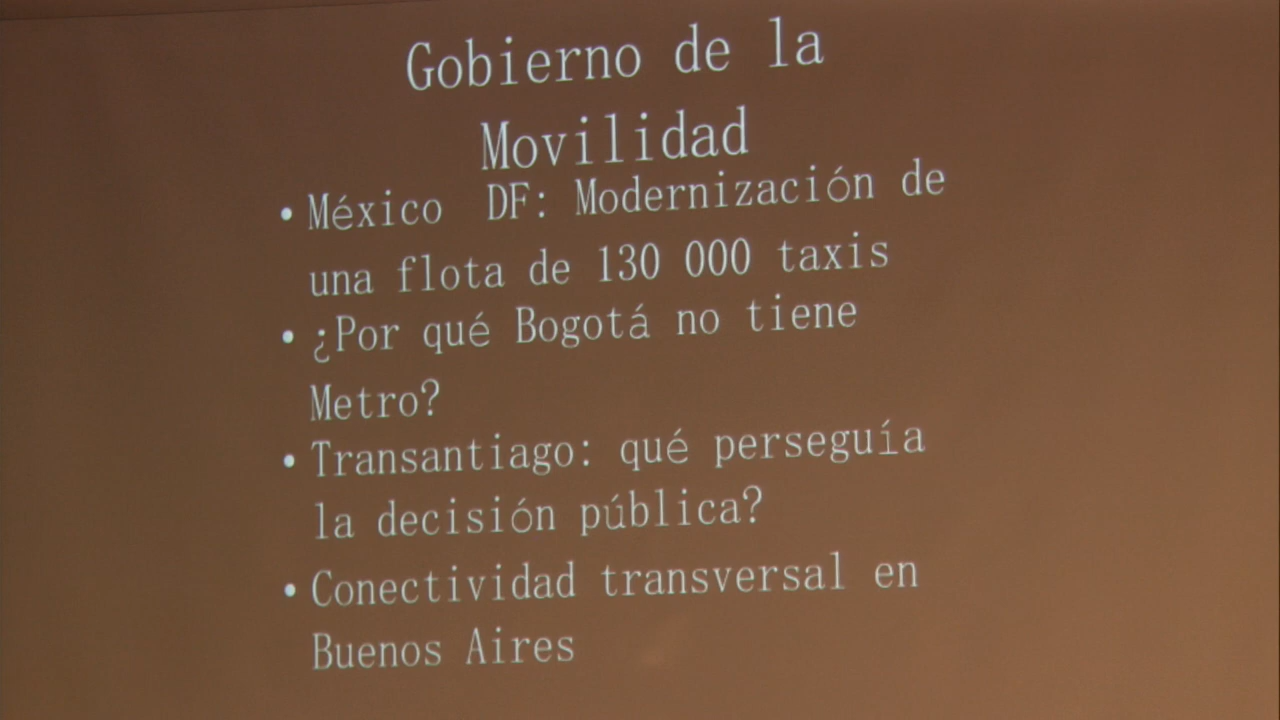 Gobierno de la
Movilidad
• México DF: Modernización de
una flota de 130 000 taxis
• ¿Por qué Bogotá no tiene
Metro?
• Transantiago: qué perseguía
la decisión pública?
• Conectividad transversal en
Buenos Aires